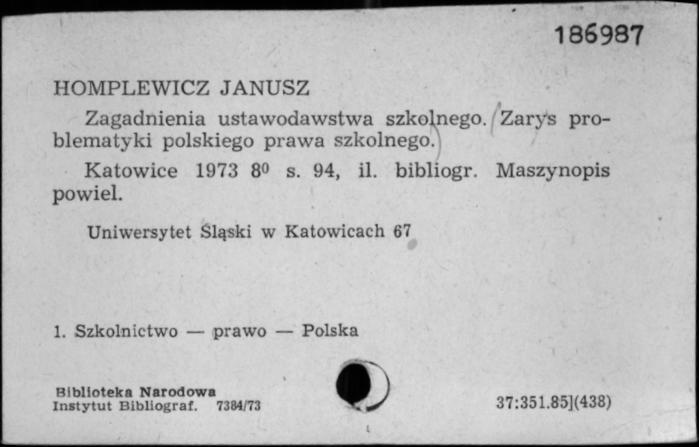 186987
HOMPLEWICZ JANUSZ
Zagadnienia ustawodawstwa szkolnego. (Zarys pro-
blematyki polskiego prawa szkolnego.)
Katowice 1973 8⁰ s. 94, il. bibliogr. Maszynopis
powiel.
Uniwersytet Śląski w Katowicach 67
1. Szkolnictwo — prawo — Polska
Biblioteka Narodowa
Instytut Bibliograf. 7384/73
37:351.85](438)